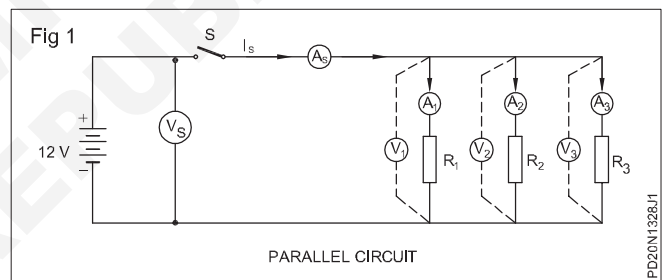 Fig 1
S
Is
As
+
12 V
−
VS
A1
A2
A3
V1
V2
V3
R1
R2
R3
PARALLEL CIRCUIT
PD20N1328J1